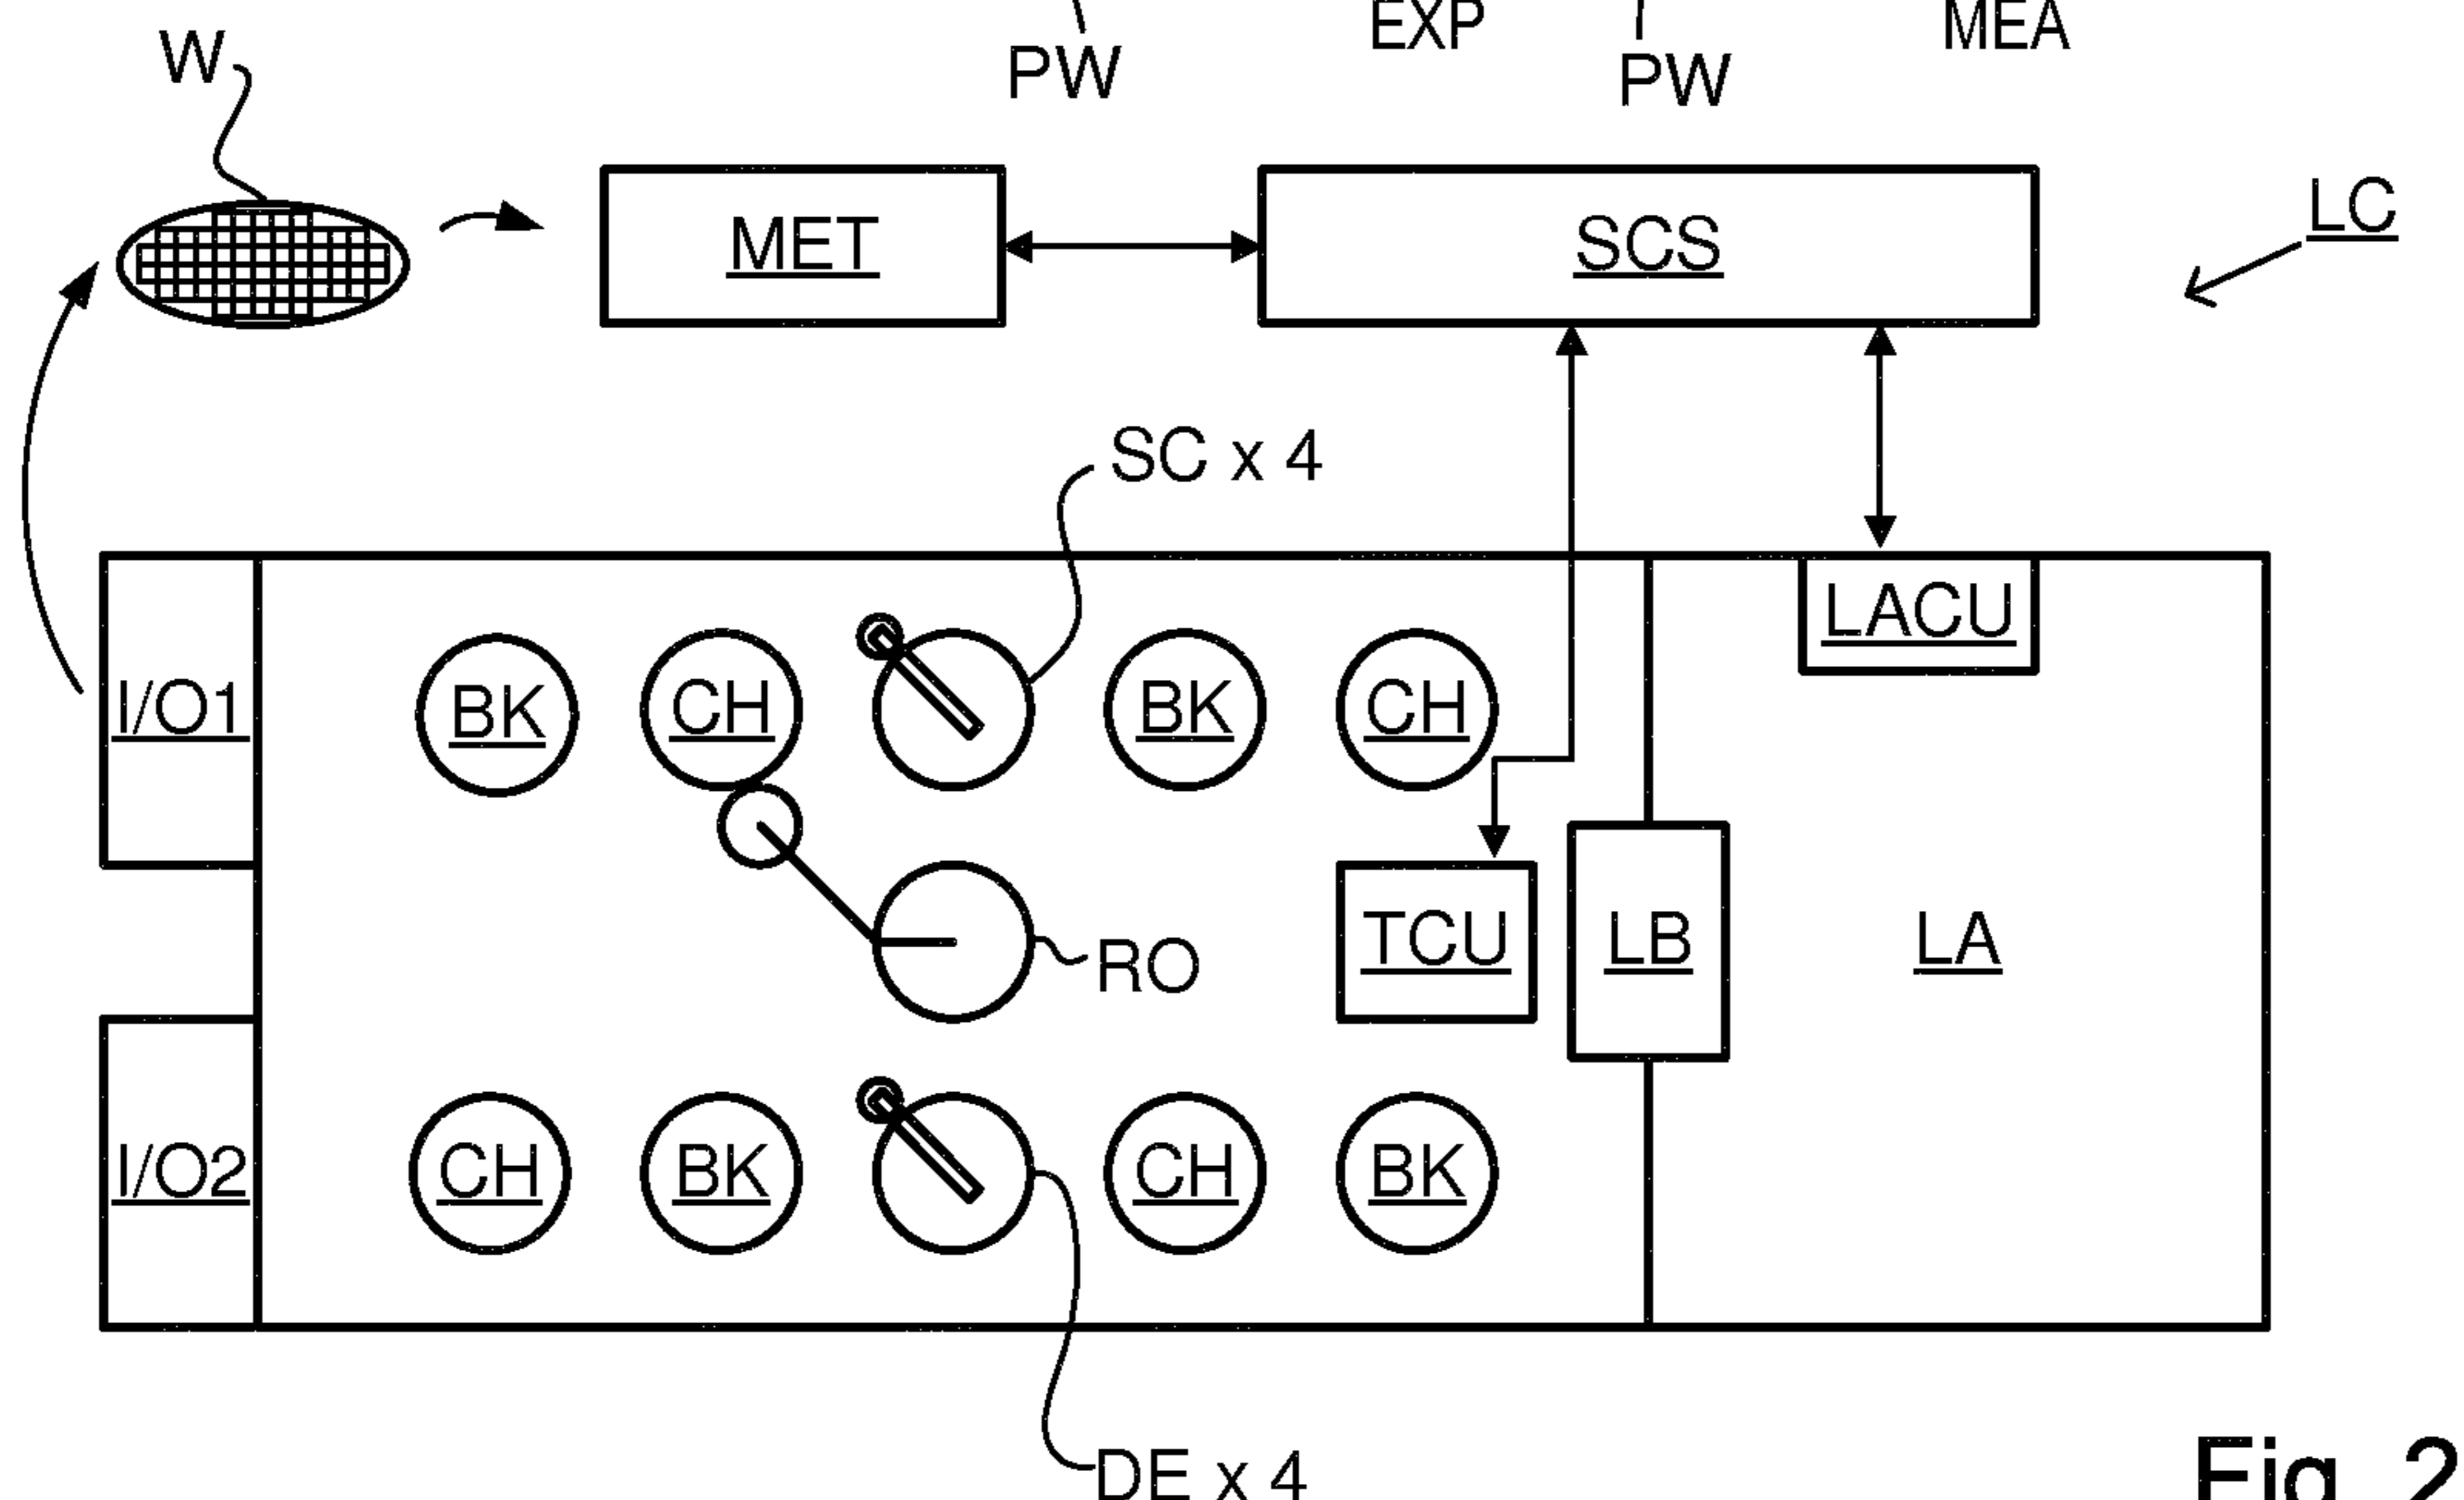 EXP
MEA
W
PW
PW
MET
SCS
LC
SC x 4
LACU
I/O1
BK
CH
BK
CH
TCU
LB
LA
RO
I/O2
CH
BK
CH
BK
DE x 4
Fig. 2